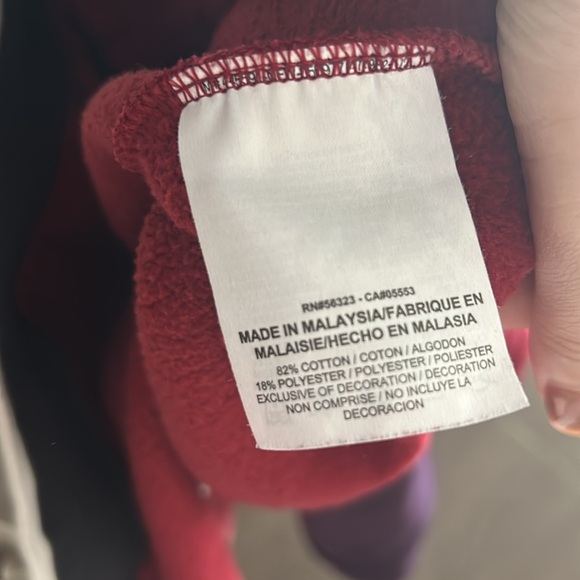 RN#56323 - CA#05553
MADE IN MALAYSIA/FABRIQUE EN
MALAISIE/HECHO EN MALASIA
82% COTTON / COTON / ALGODON
18% POLYESTER / POLYESTER / POLIESTER
EXCLUSIVE OF DECORATION / DECORATION
NON COMPRISE / NO INCLUYE LA
DECORACION